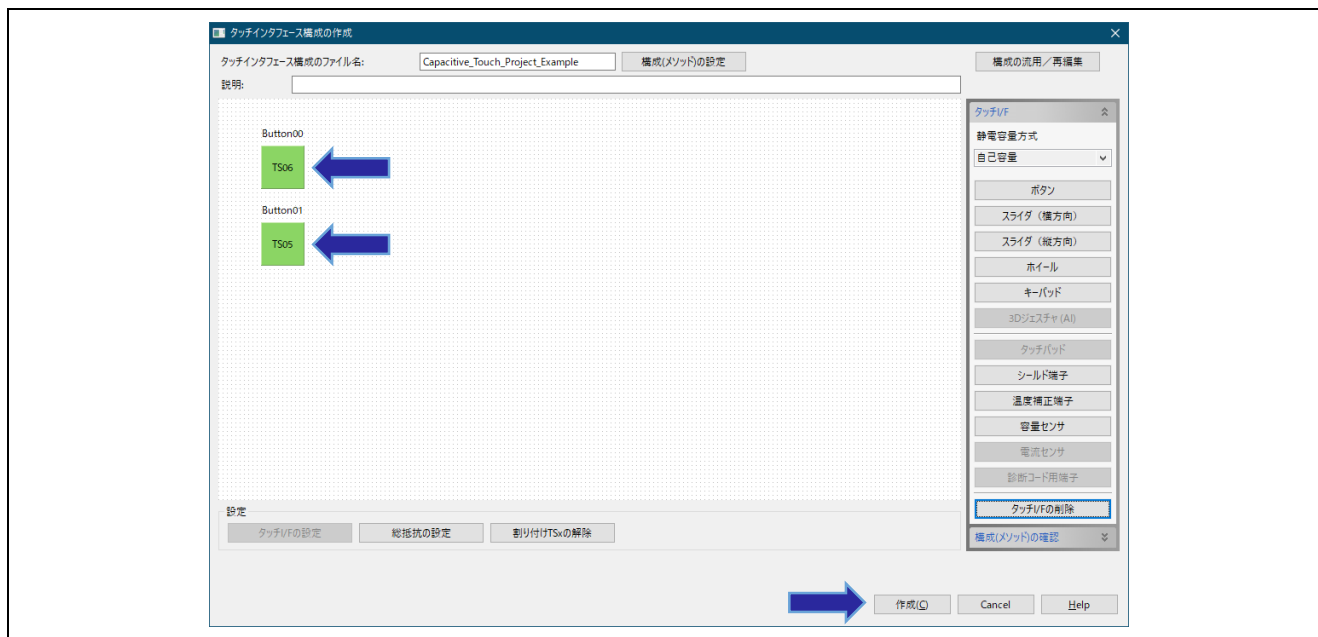 タッチインタフェース構成の作成
タッチインタフェース構成のファイル名: Capacitive_Touch_Project_Example 構成(メソッド)の設定 構成の流用／再編集
説明:
Button00
TS06
Button01
TS05
タッチI/F
静電容量方式
自己容量
ボタン
スライダ（横方向）
スライダ（縦方向）
ホイール
キーパッド
3Dジェスチャ(AI)
タッチパッド
シールド端子
温度補正端子
容量センサ
電流センサ
診断コード用端子
タッチI/Fの削除
構成(メソッド)の確認
設定
タッチI/Fの設定 総抵抗の設定 割り付けTSxの解除
作成(C) Cancel Help